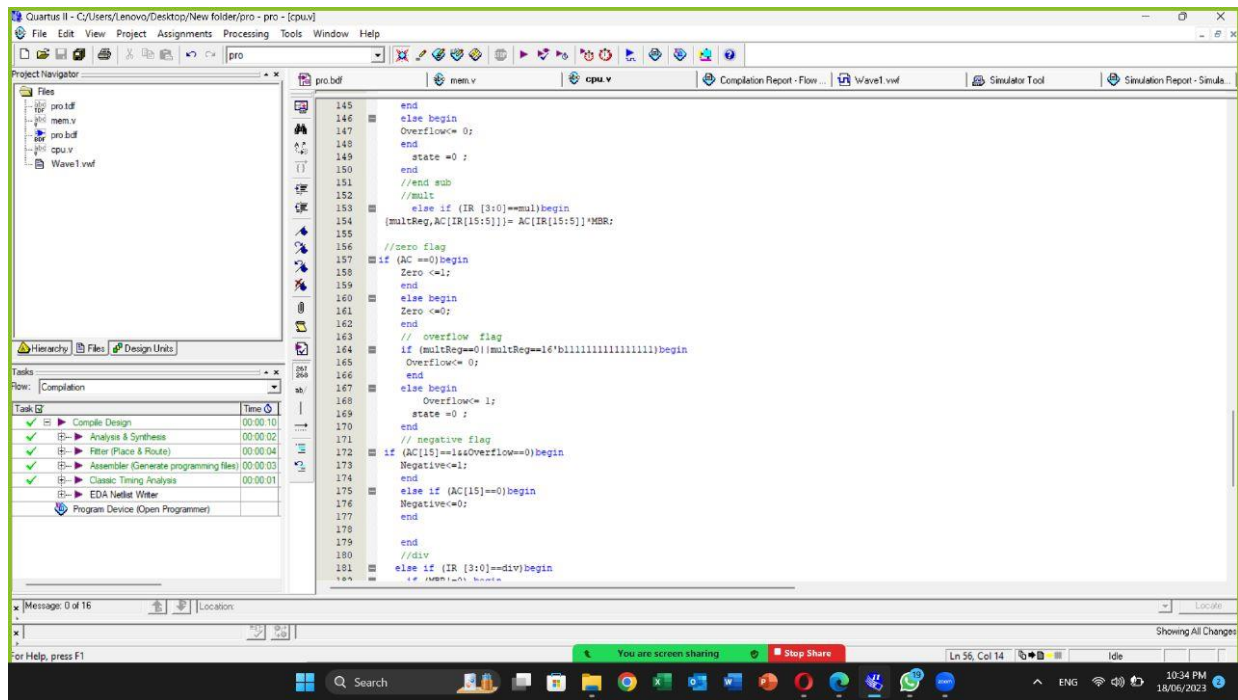 Quartus II - C:/Users/Lenovo/Desktop/New folder/pro - pro - [cpu.v]
File Edit View Project Assignments Processing Tools Window Help
pro
Project Navigator
pro.bdf mem.v cpu.v Compilation Report - Flow ... Wave1.vwf Simulator Tool Simulation Report - Simula...
Files
pro.tdf
mem.v
pro.bdf
cpu.v
Wave1.vwf
Hierarchy Files Design Units
Tasks
Flow: Compilation
Task Time
Compile Design 00:00:10
Analysis & Synthesis 00:00:02
Fitter (Place & Route) 00:00:04
Assembler (Generate programming files) 00:00:03
Classic Timing Analysis 00:00:01
EDA Netlist Writer
Program Device (Open Programmer)
145 end
146 else begin
147 Overflow<= 0;
148 end
149 state =0 ;
150 end
151 //end sub
152 //mult
153 else if (IR [3:0]==mul)begin
154 {multReg,AC[IR[15:5]]}= AC[IR[15:5]]*MBR;
155
156 //zero flag
157 if (AC ==0)begin
158 Zero <=1;
159 end
160 else begin
161 Zero <=0;
162 end
163 // overflow flag
164 if (multReg==0||multReg==16'b1111111111111111)begin
165 Overflow<= 0;
166 end
167 else begin
168 Overflow<= 1;
169 state =0 ;
170 end
171 // negative flag
172 if (AC[15]==1&&Overflow==0)begin
173 Negative<=1;
174 end
175 else if (AC[15]==0)begin
176 Negative<=0;
177 end
178
179 end
180 //div
181 else if (IR [3:0]==div)begin
182 if (MBR!=0) begin
Message: 0 of 16 Location: Locate
Showing All Changes
For Help, press F1
You are screen sharing Stop Share
Ln 56, Col 14 Idle
Search
19
ENG
10:34 PM
18/06/2023
2